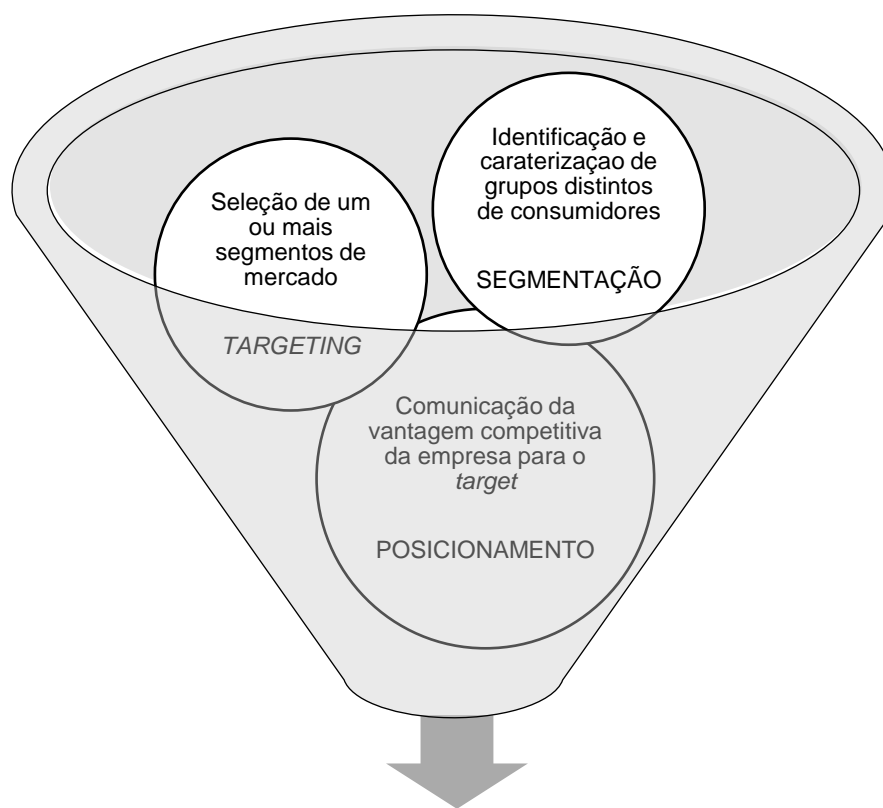 Identificação e
caraterizaçao de
grupos distintos
de consumidores
SEGMENTAÇÃO
Seleção de um
ou mais
segmentos de
mercado
TARGETING
Comunicação da
vantagem competitiva
da empresa para o
target
POSICIONAMENTO